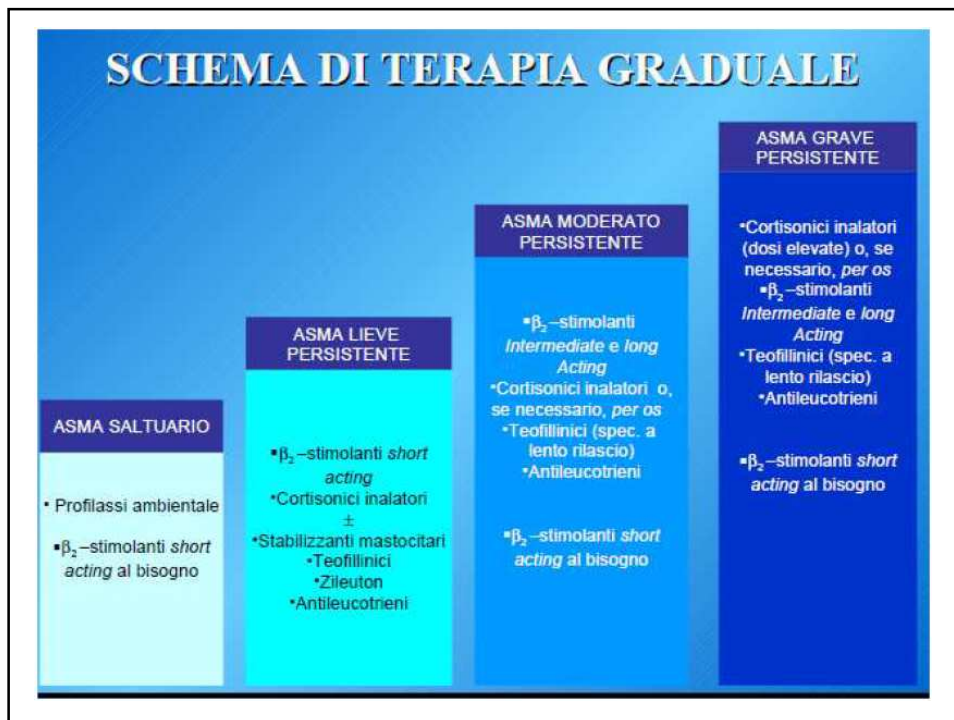 SCHEMA DI TERAPIA GRADUALE
ASMA SALTUARIO
• Profilassi ambientale
▪β₂–stimolanti short
acting al bisogno
ASMA LIEVE
PERSISTENTE
▪β₂–stimolanti short
acting
•Cortisonici inalatori
±
•Stabilizzanti mastocitari
•Teofillinici
•Zileuton
•Antileucotrieni
ASMA MODERATO
PERSISTENTE
▪β₂–stimolanti
Intermediate e long
Acting
•Cortisonici inalatori o,
se necessario, per os
•Teofillinici (spec. a
lento rilascio)
•Antileucotrieni
▪β₂–stimolanti short
acting al bisogno
ASMA GRAVE
PERSISTENTE
•Cortisonici inalatori
(dosi elevate) o, se
necessario, per os
▪β₂–stimolanti
Intermediate e long
Acting
•Teofillinici (spec. a
lento rilascio)
•Antileucotrieni
▪β₂–stimolanti short
acting al bisogno